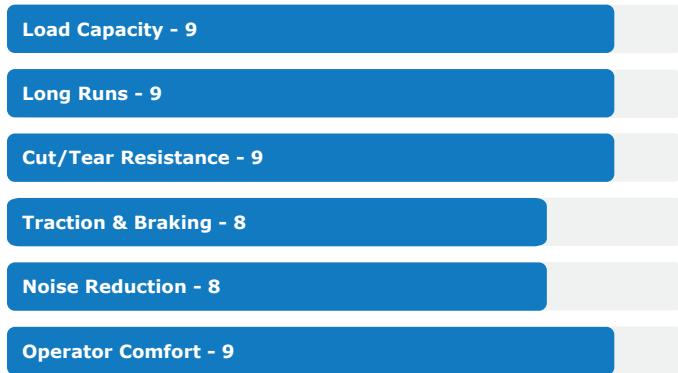 Load Capacity - 9
Long Runs - 9
Cut/Tear Resistance - 9
Traction & Braking - 8
Noise Reduction - 8
Operator Comfort - 9